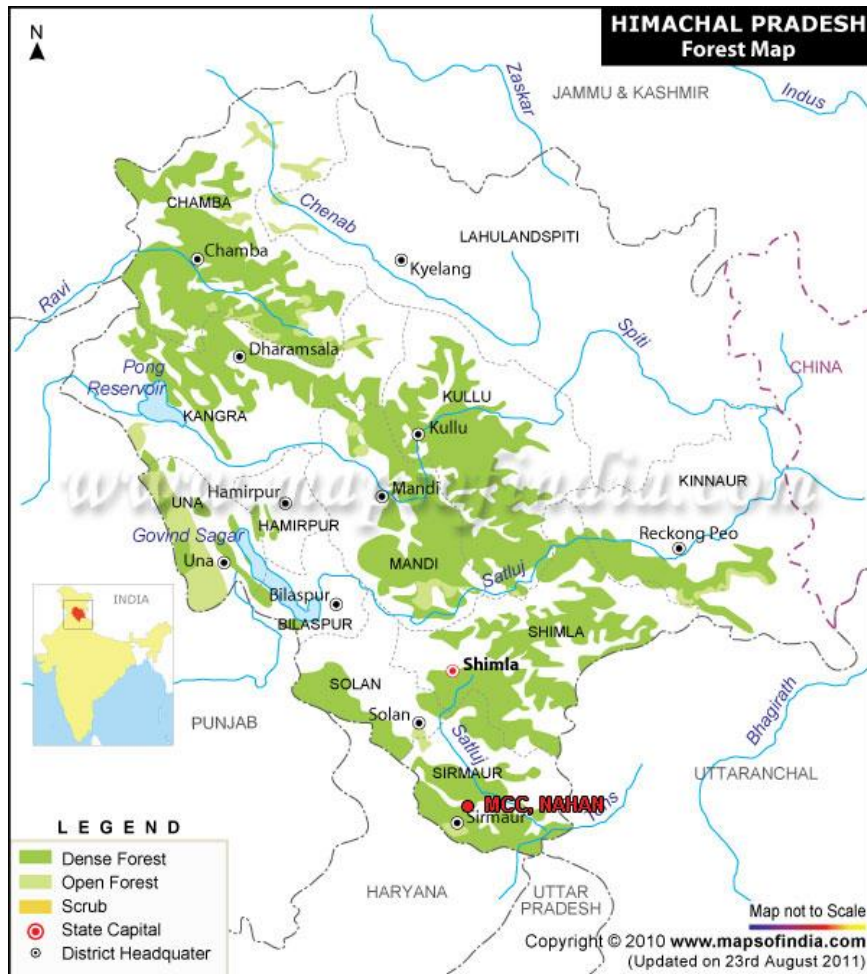 HIMACHAL PRADESH
Forest Map
N
Zaskar
Indus
JAMMU & KASHMIR
CHAMBA
Chenab
LAHULANDSPITI
Chamba
Kyelang
Ravi
Spiti
Dharamsala
Pong
Reservoir
CHINA
KANGRA
KULLU
Kullu
www.mapsofindia.com
KINNAUR
UNA
Hamirpur
Mandi
HAMIRPUR
Govind Sagar
Reckong Peo
Una
MANDI
Satluj
INDIA
Bilaspur
BILASPUR
SHIMLA
Shimla
SOLAN
Solan
PUNJAB
Satluj
Bhagirath
SIRMAUR
UTTARANCHAL
MCC, NAHAN
Tons
Sirmaur
LEGEND
Dense Forest
Open Forest
Scrub
State Capital
District Headquater
HARYANA
UTTAR
PRADESH
Map not to Scale
Copyright © 2010 www.mapsofindia.com
(Updated on 23rd August 2011)